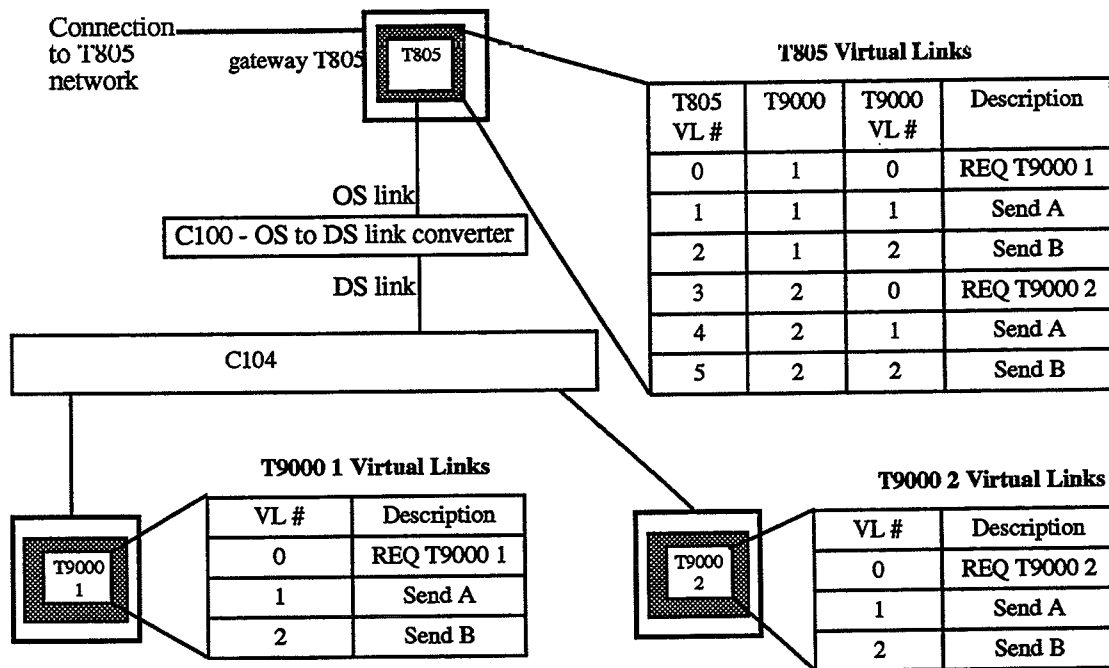 Connection
to T805
network
gateway T805
T805
OS link
C100 - OS to DS link converter
DS link
C104
T805 Virtual Links
T805 VL # T9000 T9000 VL # Description
0 1 0 REQ T9000 1
1 1 1 Send A
2 1 2 Send B
3 2 0 REQ T9000 2
4 2 1 Send A
5 2 2 Send B
T9000 1 Virtual Links
T9000
1
VL # Description
0 REQ T9000 1
1 Send A
2 Send B
T9000 2 Virtual Links
T9000
2
VL # Description
0 REQ T9000 2
1 Send A
2 Send B